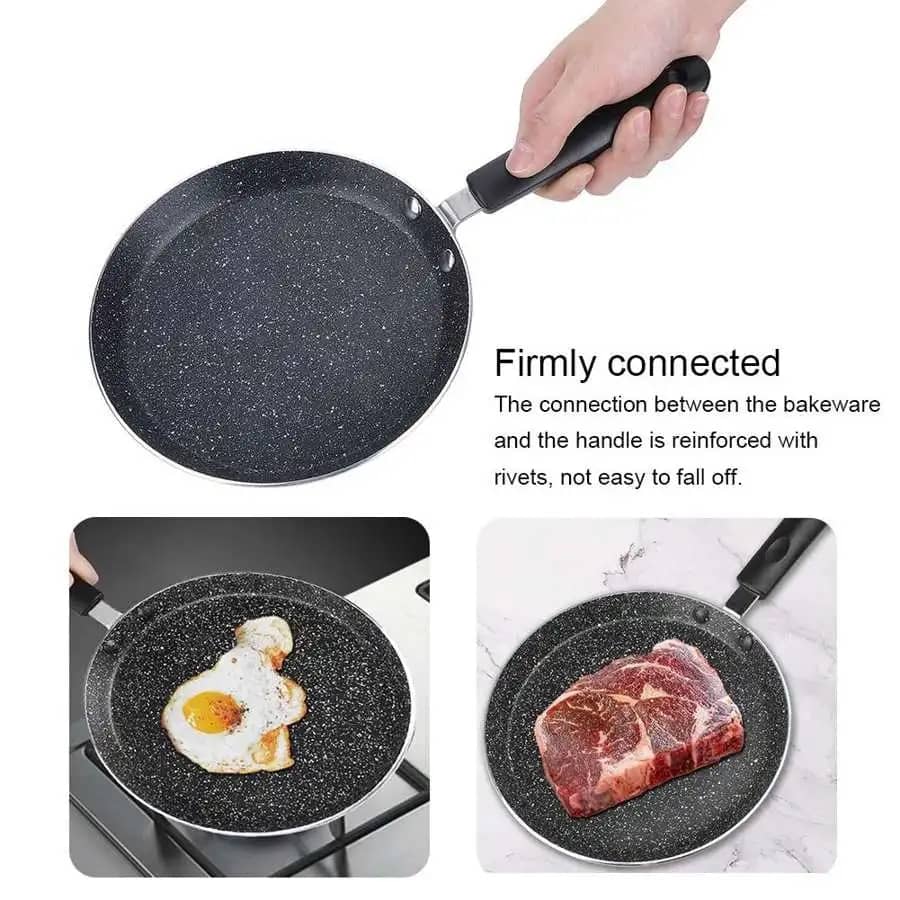 Firmly connected
The connection between the bakeware
and the handle is reinforced with
rivets, not easy to fall off.